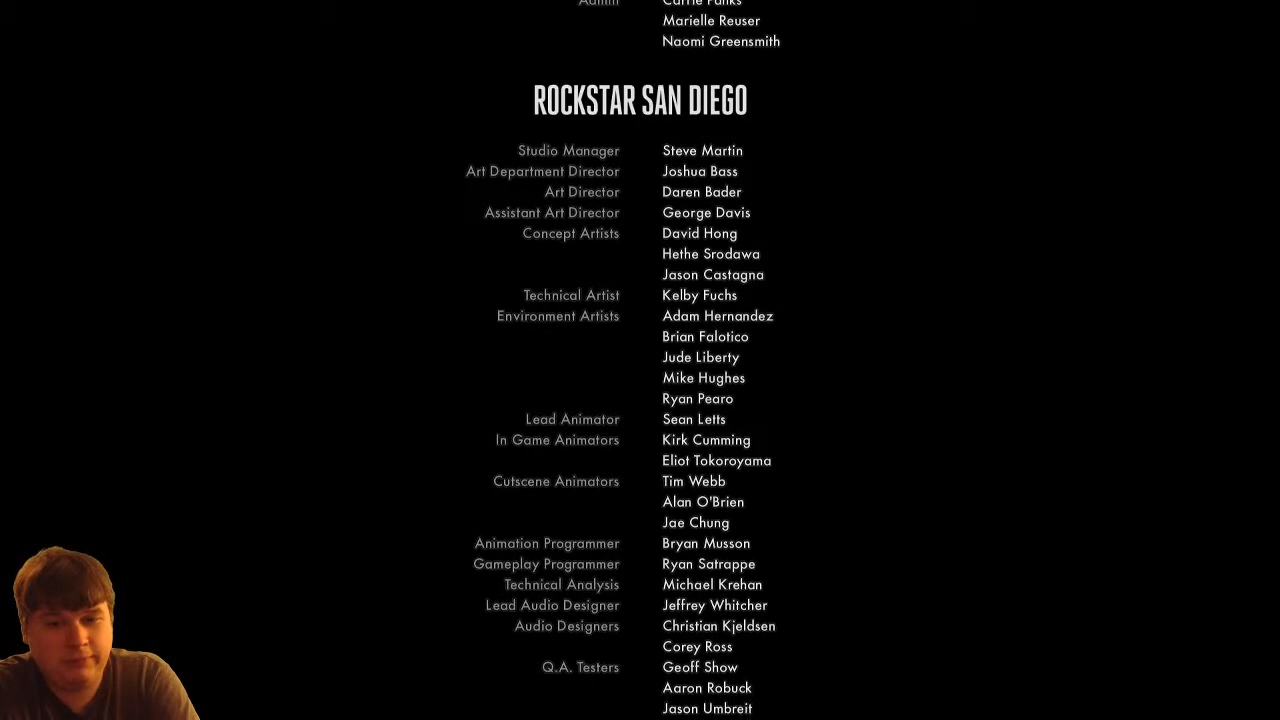 Admin Carrie Panks
Marielle Reuser
Naomi Greensmith
ROCKSTAR SAN DIEGO
Studio Manager Steve Martin
Art Department Director Joshua Bass
Art Director Daren Bader
Assistant Art Director George Davis
Concept Artists David Hong
Hethe Srodawa
Jason Castagna
Technical Artist Kelby Fuchs
Environment Artists Adam Hernandez
Brian Falotico
Jude Liberty
Mike Hughes
Ryan Pearo
Lead Animator Sean Letts
In Game Animators Kirk Cumming
Eliot Tokoroyama
Cutscene Animators Tim Webb
Alan O'Brien
Jae Chung
Animation Programmer Bryan Musson
Gameplay Programmer Ryan Satrappe
Technical Analysis Michael Krehan
Lead Audio Designer Jeffrey Whitcher
Audio Designers Christian Kjeldsen
Corey Ross
Q.A. Testers Geoff Show
Aaron Robuck
Jason Umbreit